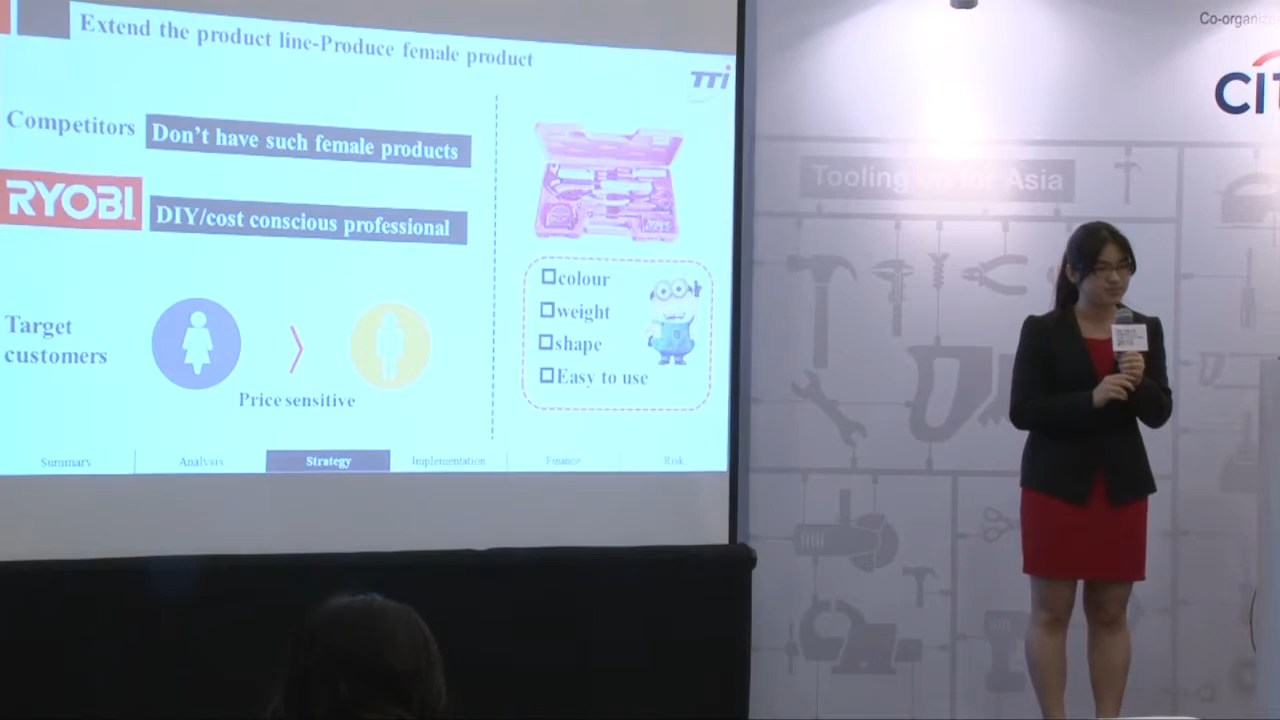 Extend the product line-Produce female product
TTi
Competitors
Don't have such female products
RYOBI
DIY/cost conscious professional
colour
weight
shape
Easy to use
Target
customers
Price sensitive
Summary
Analysis
Strategy
Implementation
Finance
Risk
Co-organize
CIT
Tooling up for Asia